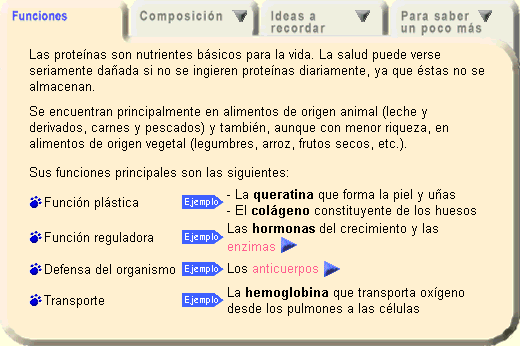 Funciones
Composición
Ideas a
recordar
Para saber
un poco más
Las proteínas son nutrientes básicos para la vida. La salud puede verse
seriamente dañada si no se ingieren proteínas diariamente, ya que éstas no se
almacenan.
Se encuentran principalmente en alimentos de origen animal (leche y
derivados, carnes y pescados) y también, aunque con menor riqueza, en
alimentos de origen vegetal (legumbres, arroz, frutos secos, etc.).
Sus funciones principales son las siguientes:
Función plástica
Ejemplo
- La queratina que forma la piel y uñas
- El colágeno constituyente de los huesos
Función reguladora
Ejemplo
Las hormonas del crecimiento y las
enzimas
Defensa del organismo
Ejemplo
Los anticuerpos
Transporte
Ejemplo
La hemoglobina que transporta oxígeno
desde los pulmones a las células